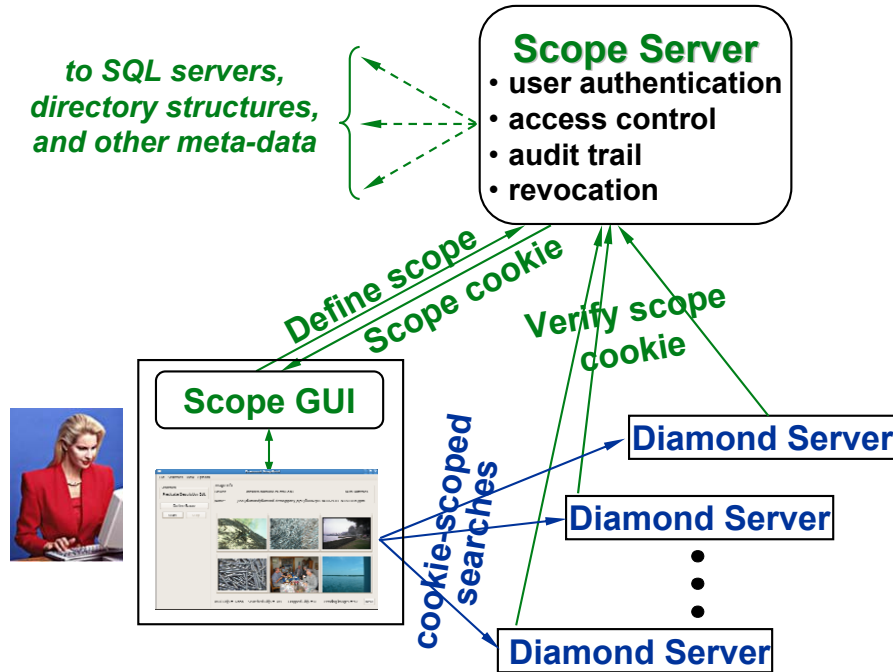 Scope Server
• user authentication
• access control
• audit trail
• revocation
to SQL servers,
directory structures,
and other meta-data
Define scope
Scope cookie
Verify scope
cookie
Scope GUI
cookie-scoped
searches
Diamond Server
Diamond Server
Diamond Server